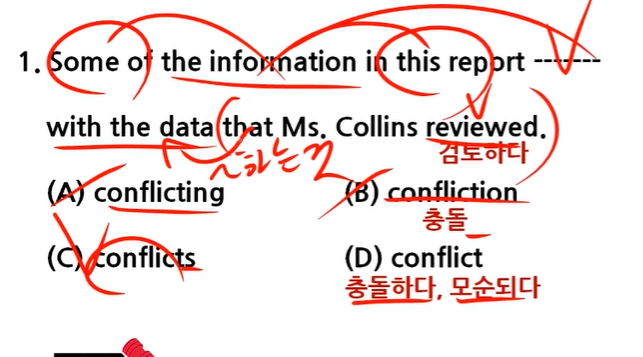 1. Some of the information in this report -------
with the data that Ms. Collins reviewed.
~하는 것
검토하다
(A) conflicting (B) confliction
충돌
(C) conflicts (D) conflict
충돌하다, 모순되다